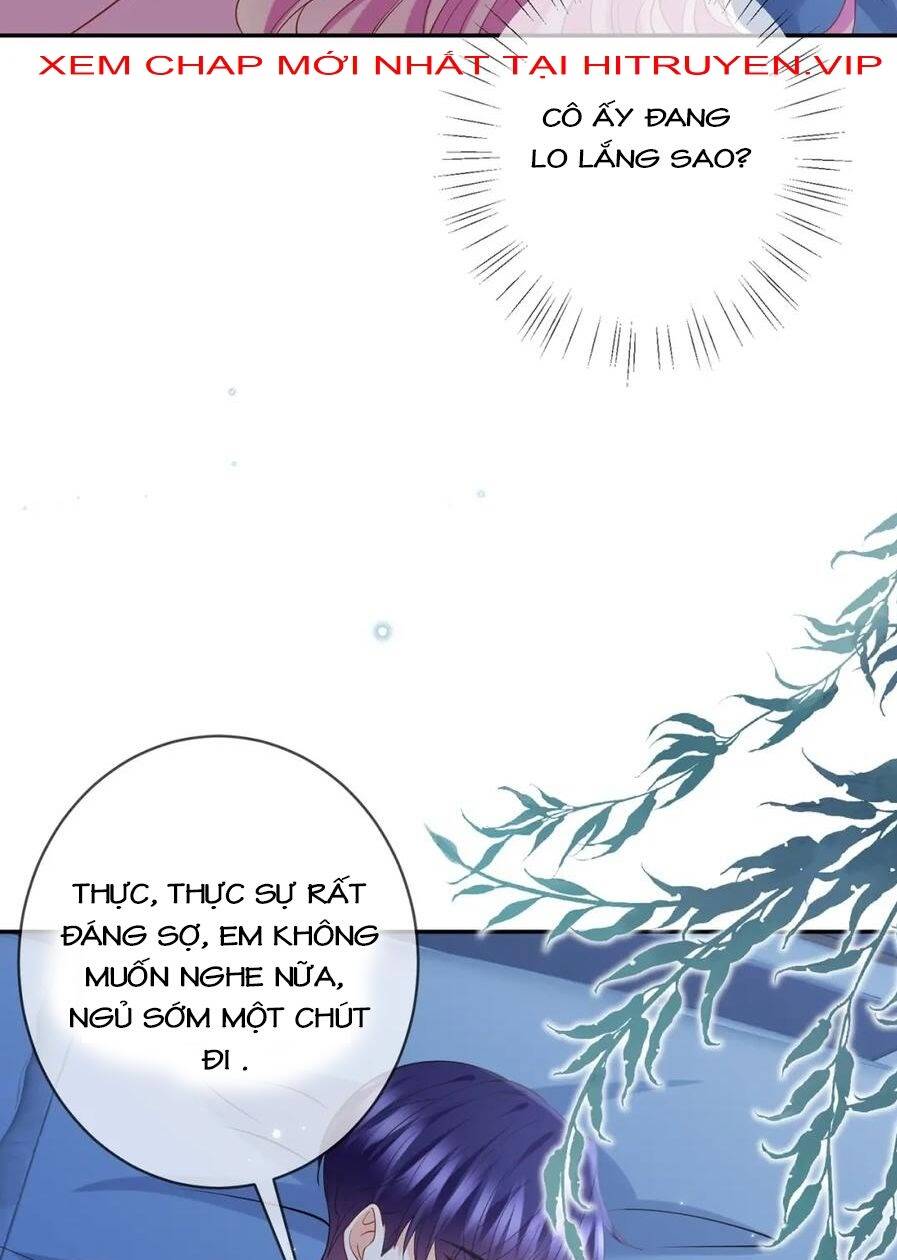 XEM CHAP MỚI NHẤT TẠI HITRUYEN.VIP
CÔ ẤY ĐANG
LO LẮNG SAO?
THỰC, THỰC SỰ RẤT
ĐÁNG SỢ, EM KHÔNG
MUỐN NGHE NỮA,
NGỦ SỚM MỘT CHÚT
ĐI .